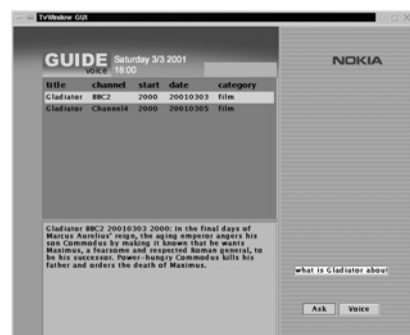 TvWindow GUI
GUIDE Saturday 3/3 2001
voice 18:00
NOKIA
title channel start date category
Gladiator BBC2 2000 20010303 film
Gladiator Channel4 2000 20010305 film
Gladiator BBC2 20010303 2000: In the final days of
Marcus Aurelius' reign, the aging emperor angers his
son Commodus by making it known that he wants
Maximus, a fearsome and respected Roman general, to
be his successor. Power-hungry Commodus kills his
father and orders the death of Maximus.
what is Gladiator about
Ask Voice